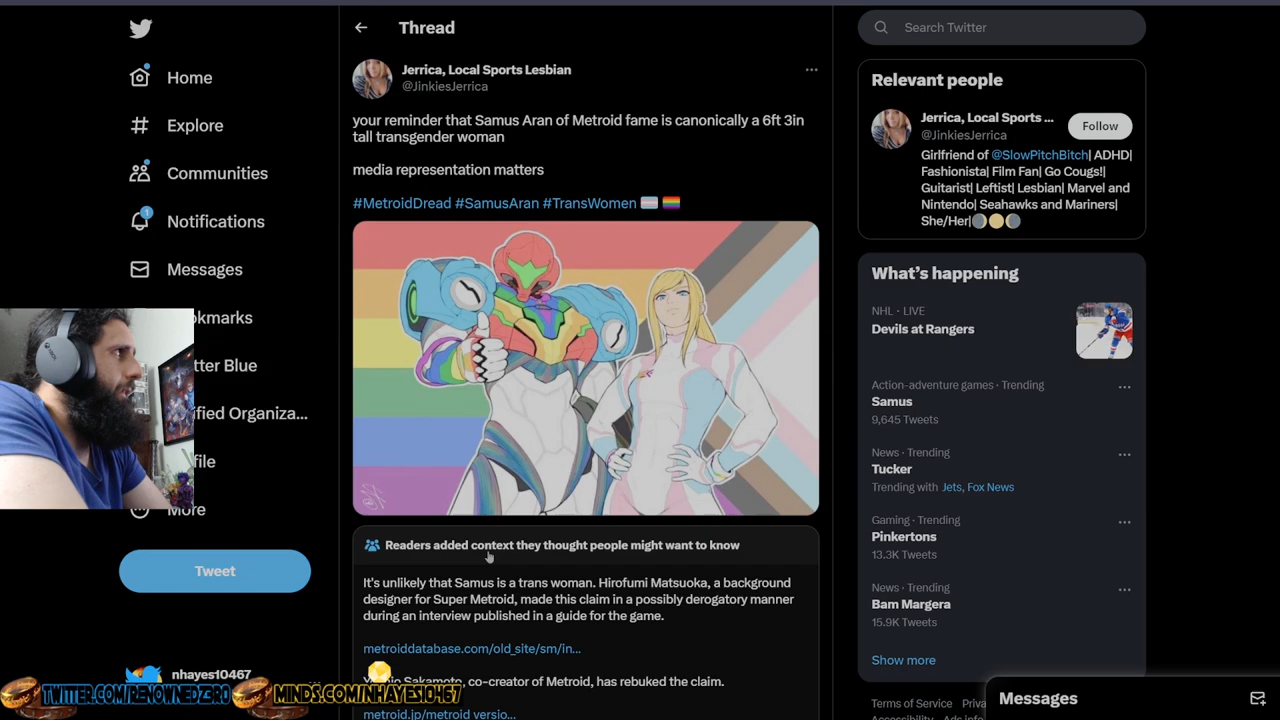 Home
Explore
Communities
Notifications
Messages
okmarks
tter Blue
ified Organiza...
file
More
Tweet
nhayes10467
TWITTER.COM/RENOWNEDZ3R0
MINDS.COM/NHAYES10467
Thread
Jerrica, Local Sports Lesbian
@JinkiesJerrica
your reminder that Samus Aran of Metroid fame is canonically a 6ft 3in
tall transgender woman
media representation matters
#MetroidDread #SamusAran #TransWomen
Readers added context they thought people might want to know
It's unlikely that Samus is a trans woman. Hirofumi Matsuoka, a background
designer for Super Metroid, made this claim in a possibly derogatory manner
during an interview published in a guide for the game.
metroiddatabase.com/old_site/sm/in...
Sakamoto, co-creator of Metroid, has rebuked the claim.
metroid.jp/metroid versio...
Search Twitter
Relevant people
Jerrica, Local Sports ...
@JinkiesJerrica
Follow
Girlfriend of @SlowPitchBitch| ADHD|
Fashionista| Film Fan| Go Cougs!|
Guitarist| Leftist| Lesbian| Marvel and
Nintendo| Seahawks and Mariners|
She/Her|
What's happening
NHL · LIVE
Devils at Rangers
Action-adventure games · Trending
Samus
9,645 Tweets
News · Trending
Tucker
Trending with Jets, Fox News
Gaming · Trending
Pinkertons
13.3K Tweets
News · Trending
Bam Margera
15.9K Tweets
Show more
Messages
Terms of Service